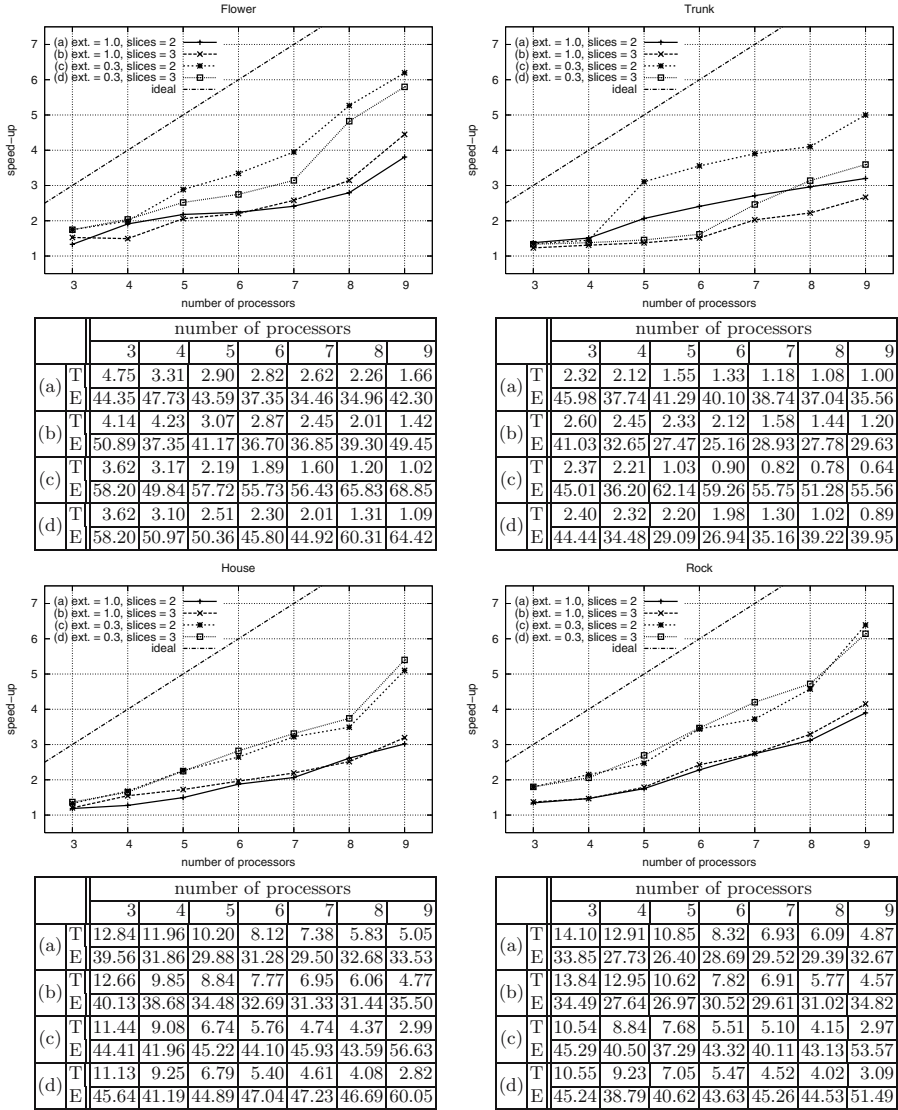 Flower
7
6
5
4
3
2
1
speed-up
(a) ext. = 1.0, slices = 2
(b) ext. = 1.0, slices = 3
(c) ext. = 0.3, slices = 2
(d) ext. = 0.3, slices = 3
ideal
3 4 5 6 7 8 9
number of processors
Trunk
7
6
5
4
3
2
1
speed-up
(a) ext. = 1.0, slices = 2
(b) ext. = 1.0, slices = 3
(c) ext. = 0.3, slices = 2
(d) ext. = 0.3, slices = 3
ideal
3 4 5 6 7 8 9
number of processors
number of processors
3 4 5 6 7 8 9
(a) T 4.75 3.31 2.90 2.82 2.62 2.26 1.66
E 44.35 47.73 43.59 37.35 34.46 34.96 42.30
(b) T 4.14 4.23 3.07 2.87 2.45 2.01 1.42
E 50.89 37.35 41.17 36.70 36.85 39.30 49.45
(c) T 3.62 3.17 2.19 1.89 1.60 1.20 1.02
E 58.20 49.84 57.72 55.73 56.43 65.83 68.85
(d) T 3.62 3.10 2.51 2.30 2.01 1.31 1.09
E 58.20 50.97 50.36 45.80 44.92 60.31 64.42
number of processors
3 4 5 6 7 8 9
(a) T 2.32 2.12 1.55 1.33 1.18 1.08 1.00
E 45.98 37.74 41.29 40.10 38.74 37.04 35.56
(b) T 2.60 2.45 2.33 2.12 1.58 1.44 1.20
E 41.03 32.65 27.47 25.16 28.93 27.78 29.63
(c) T 2.37 2.21 1.03 0.90 0.82 0.78 0.64
E 45.01 36.20 62.14 59.26 55.75 51.28 55.56
(d) T 2.40 2.32 2.20 1.98 1.30 1.02 0.89
E 44.44 34.48 29.09 26.94 35.16 39.22 39.95
House
7
6
5
4
3
2
1
speed-up
(a) ext. = 1.0, slices = 2
(b) ext. = 1.0, slices = 3
(c) ext. = 0.3, slices = 2
(d) ext. = 0.3, slices = 3
ideal
3 4 5 6 7 8 9
number of processors
Rock
7
6
5
4
3
2
1
speed-up
(a) ext. = 1.0, slices = 2
(b) ext. = 1.0, slices = 3
(c) ext. = 0.3, slices = 2
(d) ext. = 0.3, slices = 3
ideal
3 4 5 6 7 8 9
number of processors
number of processors
3 4 5 6 7 8 9
(a) T 12.84 11.96 10.20 8.12 7.38 5.83 5.05
E 39.56 31.86 29.88 31.28 29.50 32.68 33.53
(b) T 12.66 9.85 8.84 7.77 6.95 6.06 4.77
E 40.13 38.68 34.48 32.69 31.33 31.44 35.50
(c) T 11.44 9.08 6.74 5.76 4.74 4.37 2.99
E 44.41 41.96 45.22 44.10 45.93 43.59 56.63
(d) T 11.13 9.25 6.79 5.40 4.61 4.08 2.82
E 45.64 41.19 44.89 47.04 47.23 46.69 60.05
number of processors
3 4 5 6 7 8 9
(a) T 14.10 12.91 10.85 8.32 6.93 6.09 4.87
E 33.85 27.73 26.40 28.69 29.52 29.39 32.67
(b) T 13.84 12.95 10.62 7.82 6.91 5.77 4.57
E 34.49 27.64 26.97 30.52 29.61 31.02 34.82
(c) T 10.54 8.84 7.68 5.51 5.10 4.15 2.97
E 45.29 40.50 37.29 43.32 40.11 43.13 53.57
(d) T 10.55 9.23 7.05 5.47 4.52 4.02 3.09
E 45.24 38.79 40.62 43.63 45.26 44.53 51.49